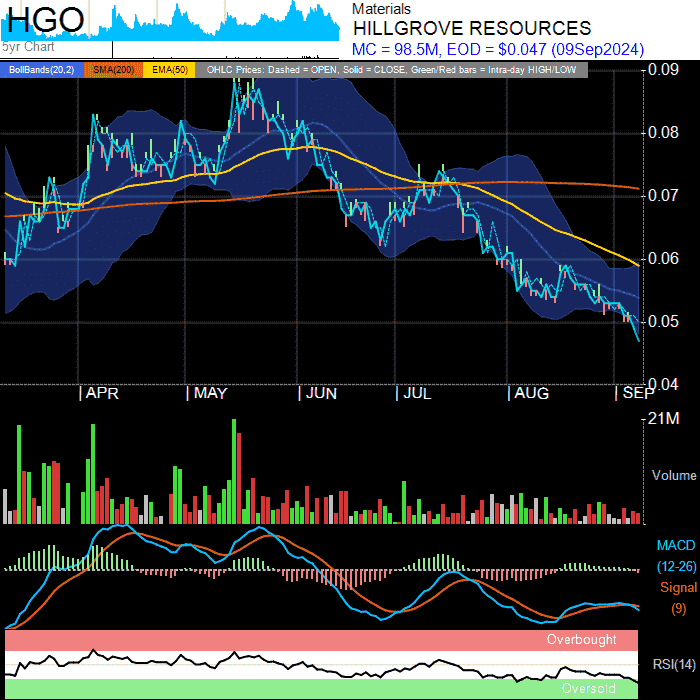 HGO
5yr Chart
Materials
HILLGROVE RESOURCES
MC = 98.5M, EOD = $0.047 (09Sep2024)
BollBands(20,2) SMA(200) EMA(50) OHLC Prices: Dashed = OPEN, Solid = CLOSE, Green/Red bars = Intra-day HIGH/LOW
0.09
0.08
0.07
0.06
0.05
0.04
APR MAY JUN JUL AUG SEP
21M
Volume
MACD
(12-26)
Signal
(9)
Overbought
RSI(14)
Oversold